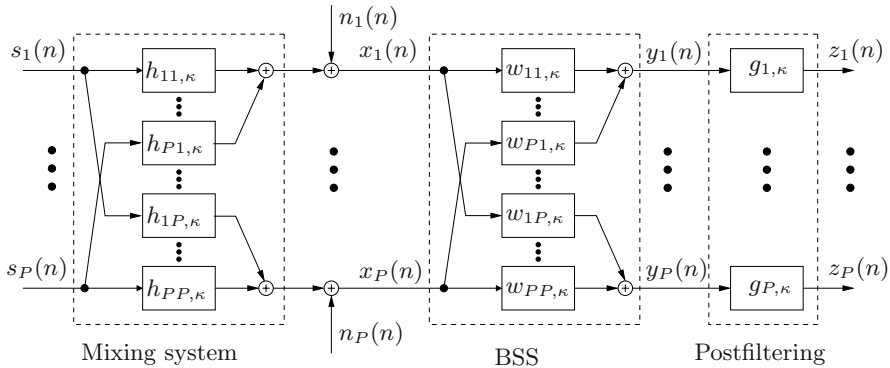 n_1(n)
s_1(n) h_{11,κ} x_1(n) w_{11,κ} y_1(n) g_{1,κ} z_1(n)
h_{P1,κ} w_{P1,κ}
h_{1P,κ} w_{1P,κ}
s_P(n) h_{PP,κ} x_P(n) w_{PP,κ} y_P(n) g_{P,κ} z_P(n)
n_P(n)
Mixing system BSS Postfiltering